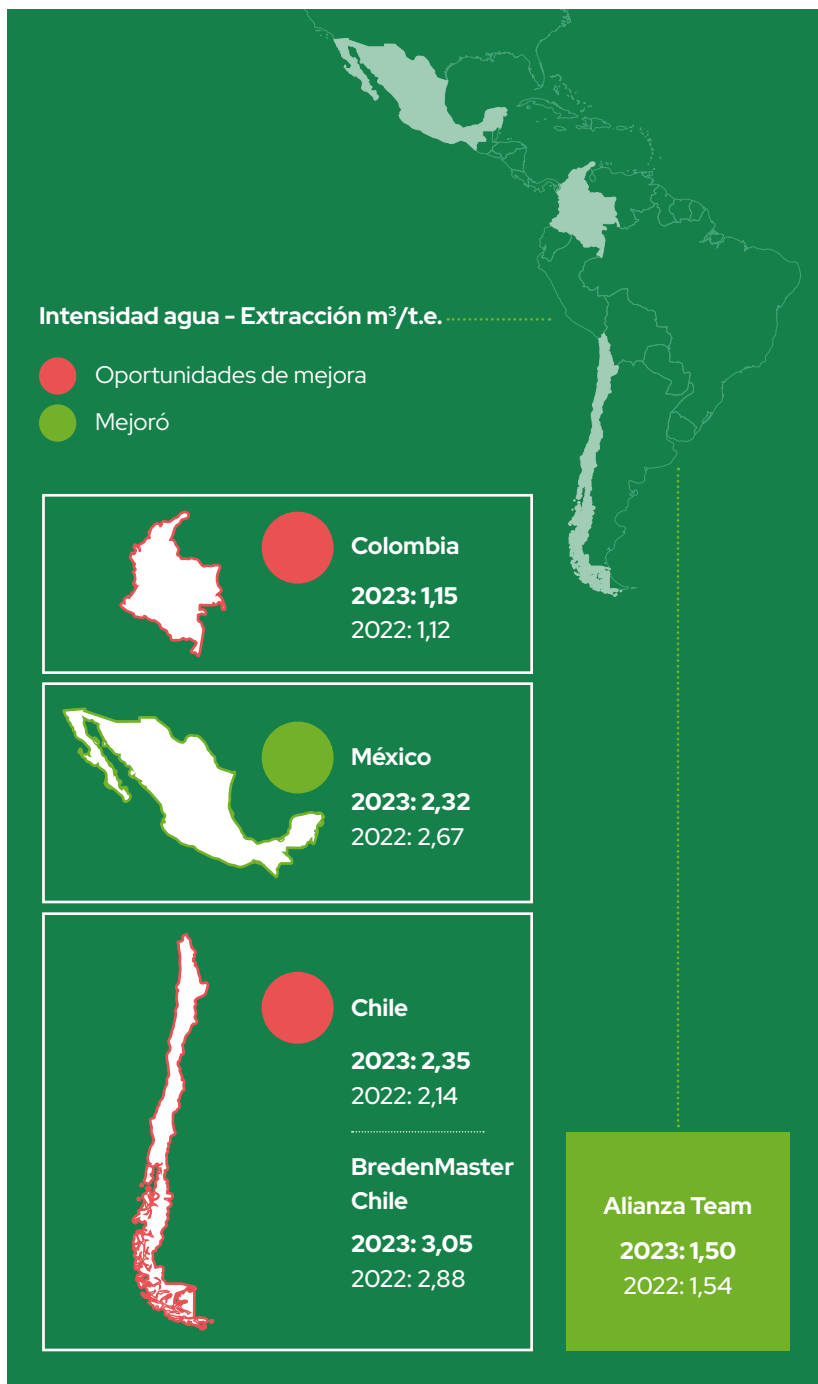 Intensidad agua - Extracción m³/t.e.
Oportunidades de mejora
Mejoró
Colombia
2023: 1,15
2022: 1,12
México
2023: 2,32
2022: 2,67
Chile
2023: 2,35
2022: 2,14
BredenMaster
Chile
2023: 3,05
2022: 2,88
Alianza Team
2023: 1,50
2022: 1,54